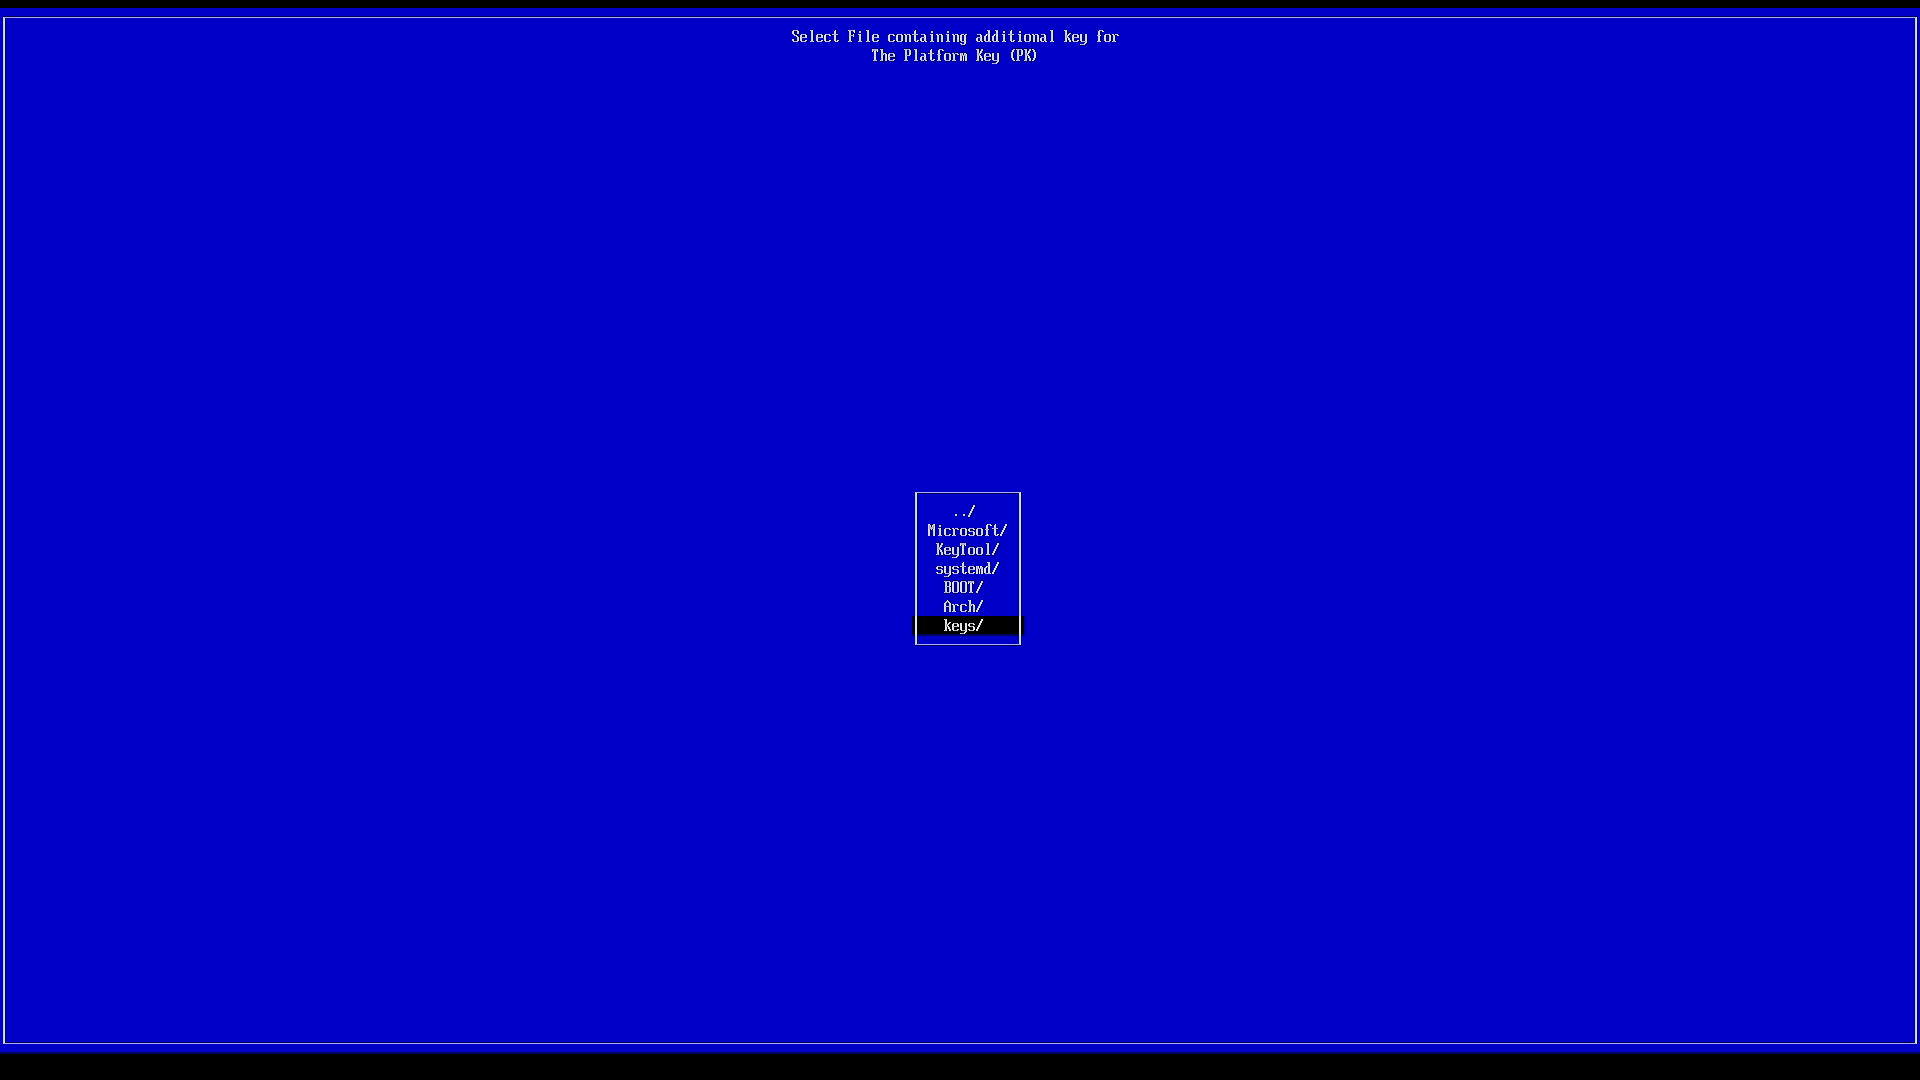 Select File containing additional key for
The Platform Key (PK)
../
Microsoft/
KeyTool/
systemd/
BOOT/
Arch/
keys/